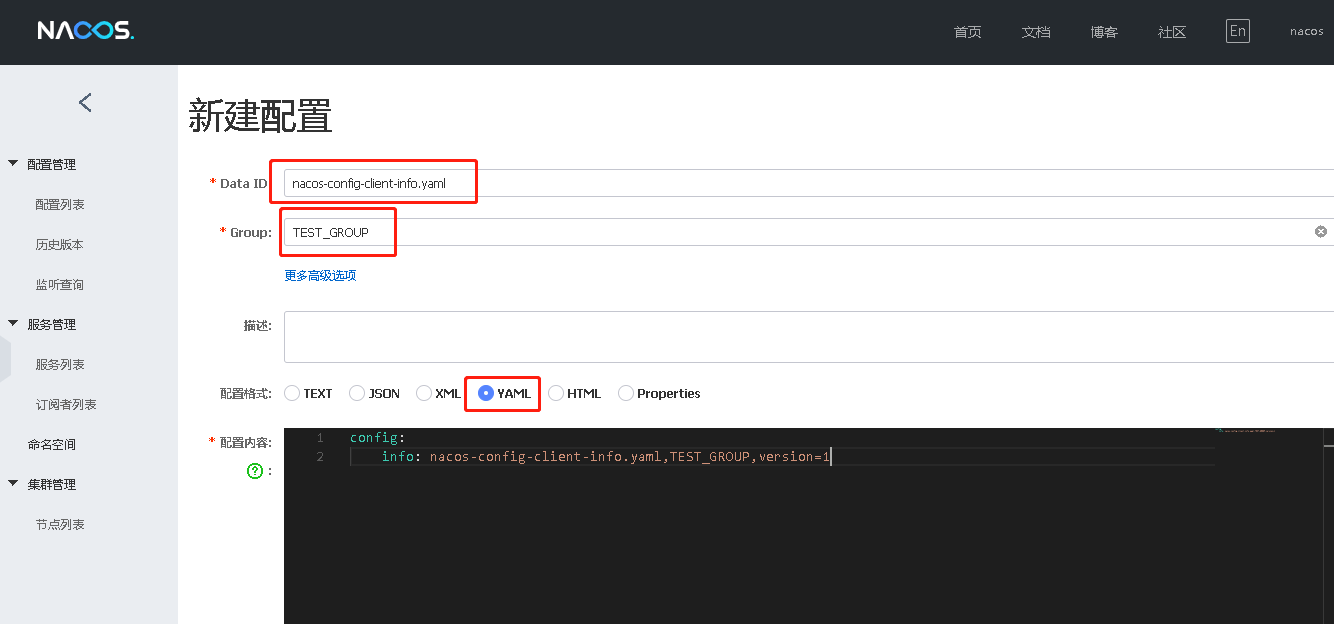 NACOS.
首页 文档 博客 社区 En nacos
新建配置
配置管理
配置列表
历史版本
监听查询
服务管理
服务列表
订阅者列表
命名空间
集群管理
节点列表
* Data ID
nacos-config-client-info.yaml
* Group:
TEST_GROUP
更多高级选项
描述:
配置格式:
TEXT JSON XML YAML HTML Properties
* 配置内容:
? :
1 config:
2 info: nacos-config-client-info.yaml,TEST_GROUP,version=1